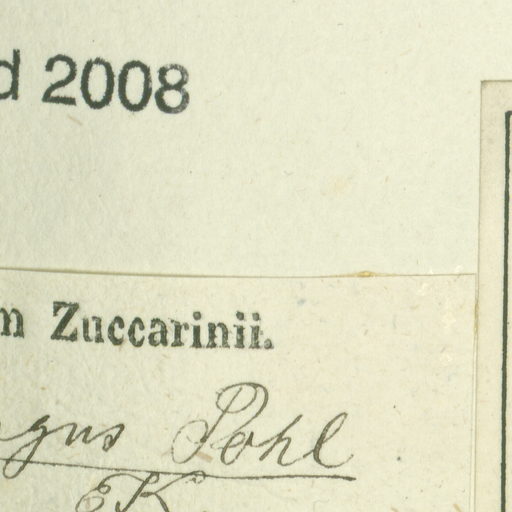 d 2008
m Zuccarinii.
gus Pohl